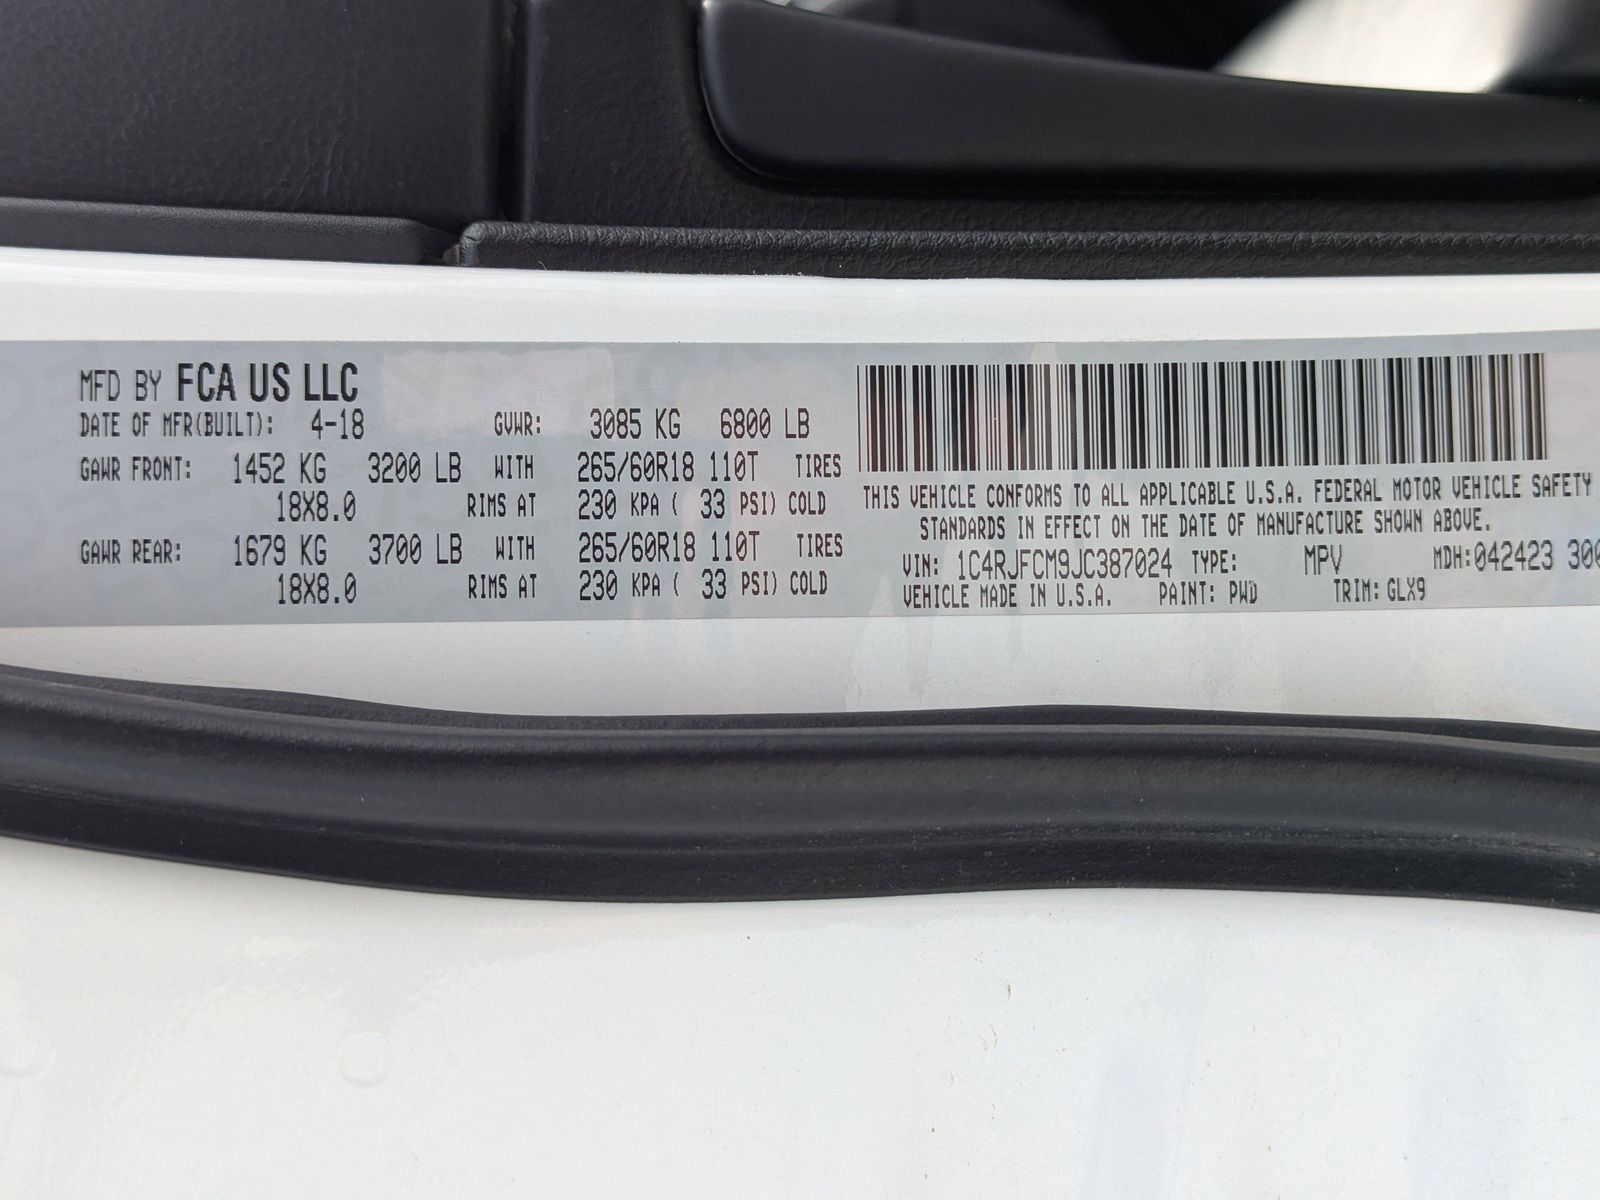 MFD BY FCA US LLC
DATE OF MFR(BUILT): 4-18 GVWR: 3085 KG 6800 LB
GAWR FRONT: 1452 KG 3200 LB WITH 265/60R18 110T TIRES
18X8.0 RIMS AT 230 KPA ( 33 PSI) COLD
GAWR REAR: 1679 KG 3700 LB WITH 265/60R18 110T TIRES
18X8.0 RIMS AT 230 KPA ( 33 PSI) COLD
THIS VEHICLE CONFORMS TO ALL APPLICABLE U.S.A. FEDERAL MOTOR VEHICLE SAFETY
STANDARDS IN EFFECT ON THE DATE OF MANUFACTURE SHOWN ABOVE.
VIN: 1C4RJFCM9JC387024 TYPE: MPV MDH:042423 300
VEHICLE MADE IN U.S.A. PAINT: PWD TRIM: GLX9